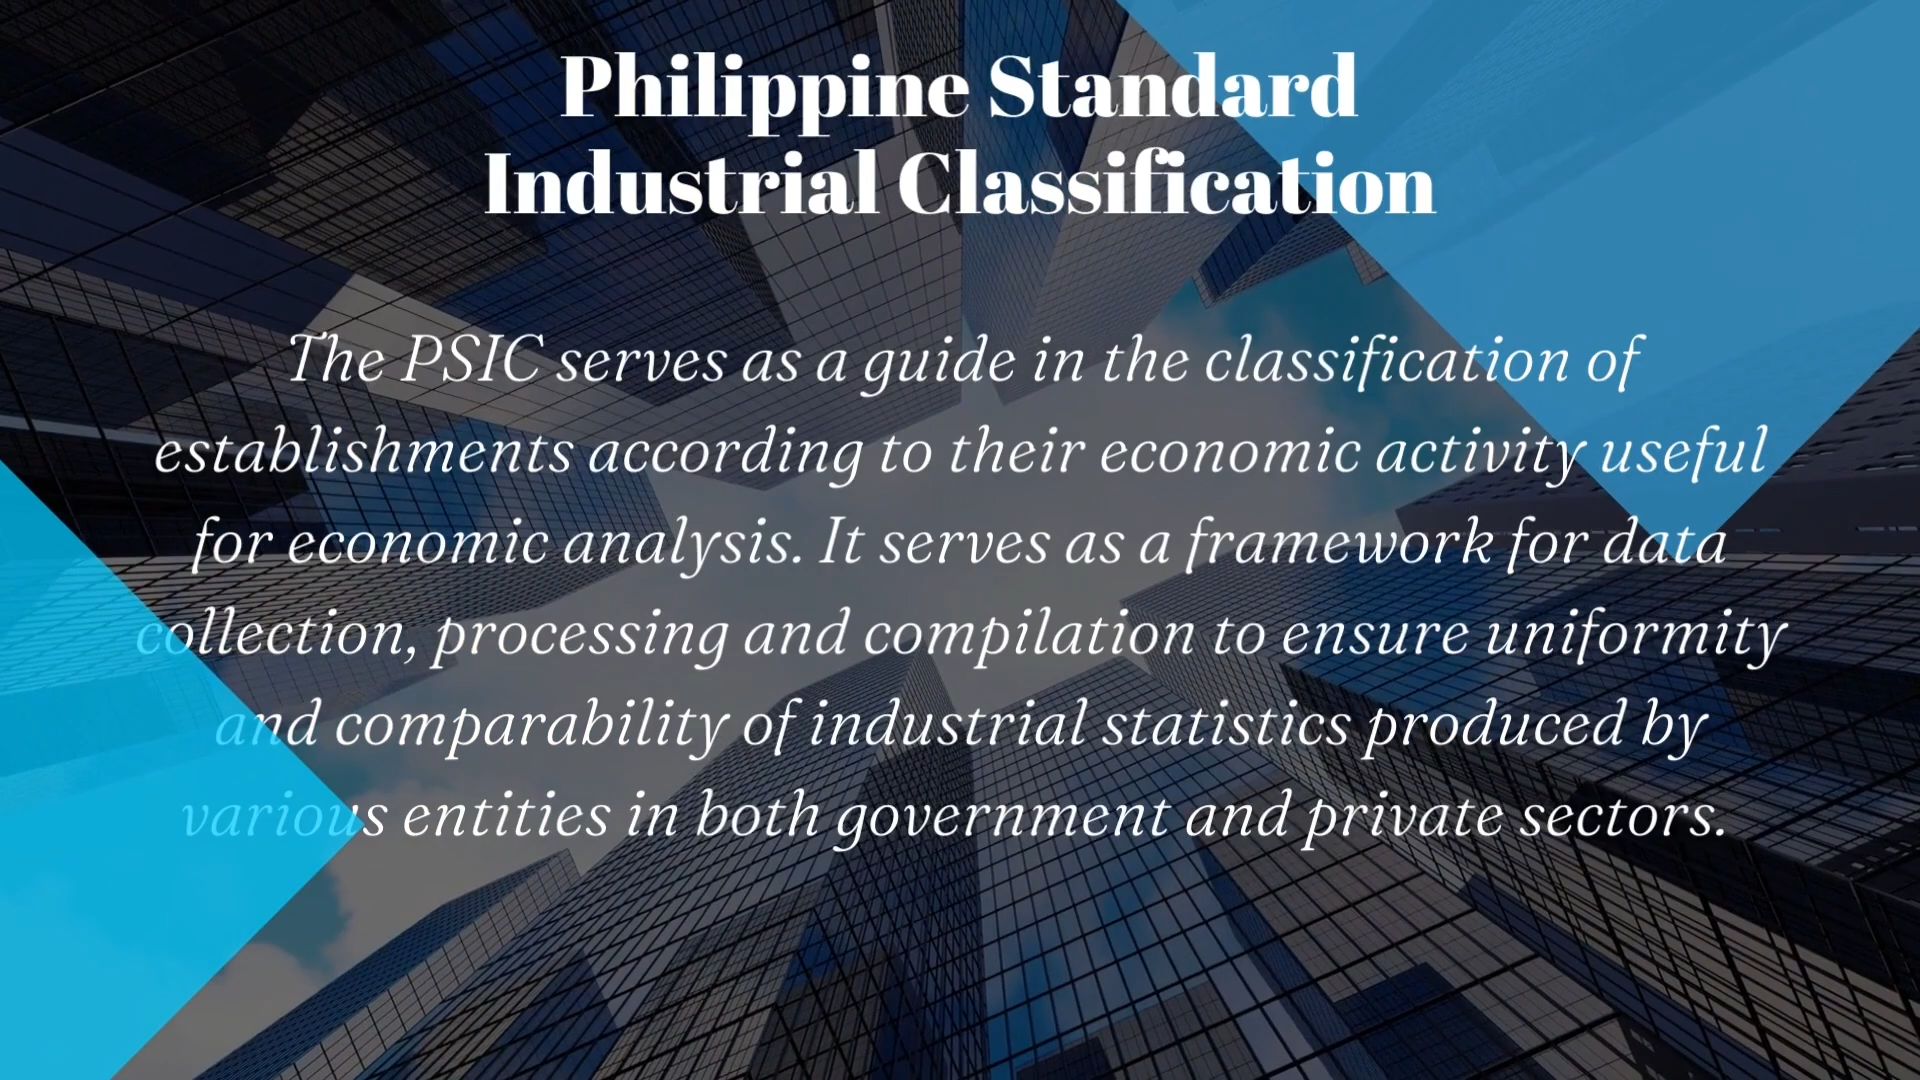 Philippine Standard
Industrial Classification
The PSIC serves as a guide in the classification of
establishments according to their economic activity useful
for economic analysis. It serves as a framework for data
collection, processing and compilation to ensure uniformity
and comparability of industrial statistics produced by
various entities in both government and private sectors.